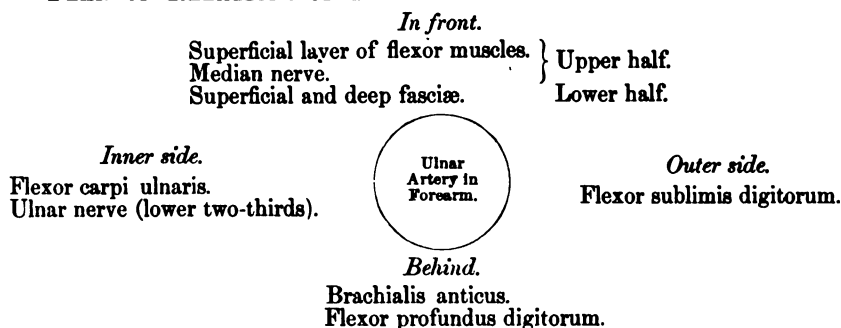 In front.
Superficial layer of flexor muscles.
Median nerve.
} Upper half.
Superficial and deep fasciæ. Lower half.
Inner side.
Flexor carpi ulnaris.
Ulnar nerve (lower two-thirds).
Ulnar
Artery in
Forearm.
Outer side.
Flexor sublimis digitorum.
Behind.
Brachialis anticus.
Flexor profundus digitorum.